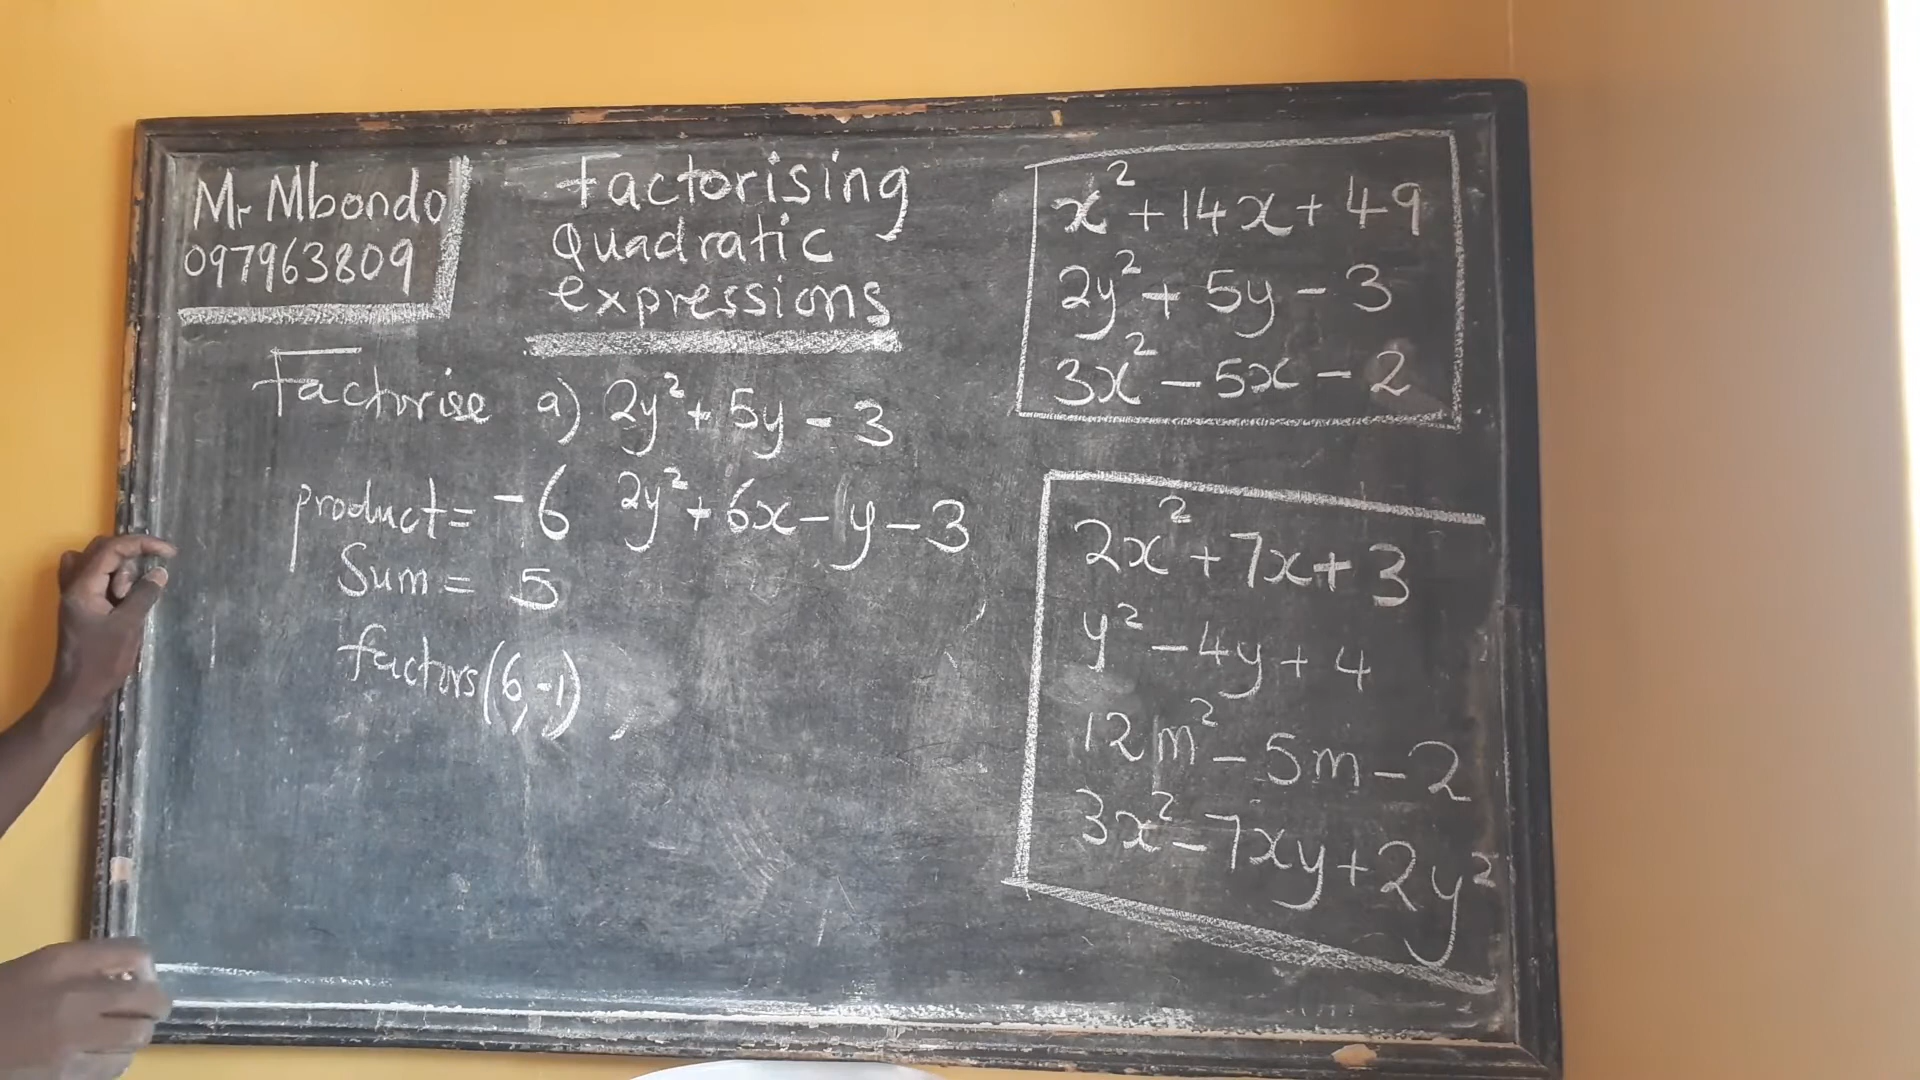 Mr Mbondo
097963809
Factorising
Quadratic
expressions
Factorise a) 2y² + 5y - 3
product = -6 2y² + 6x - y - 3
Sum = 5
factors (6, -1)
x² + 14x + 49
2y² + 5y - 3
3x² - 5x - 2
2x² + 7x + 3
y² - 4y + 4
12m² - 5m - 2
3x² - 7xy + 2y²